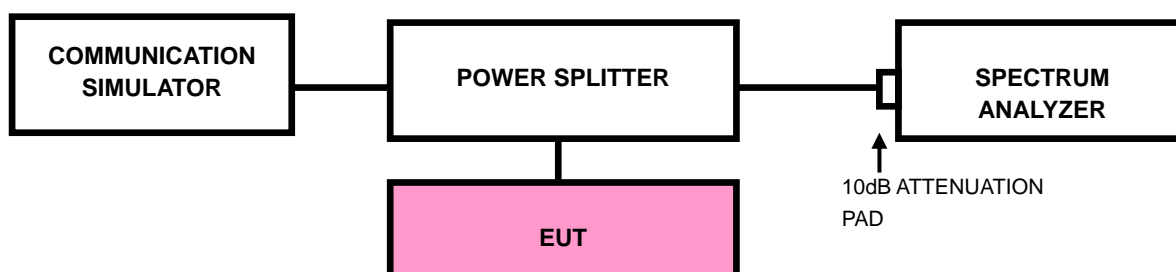 COMMUNICATION
SIMULATOR
POWER SPLITTER
SPECTRUM
ANALYZER
10dB ATTENUATION
PAD
EUT